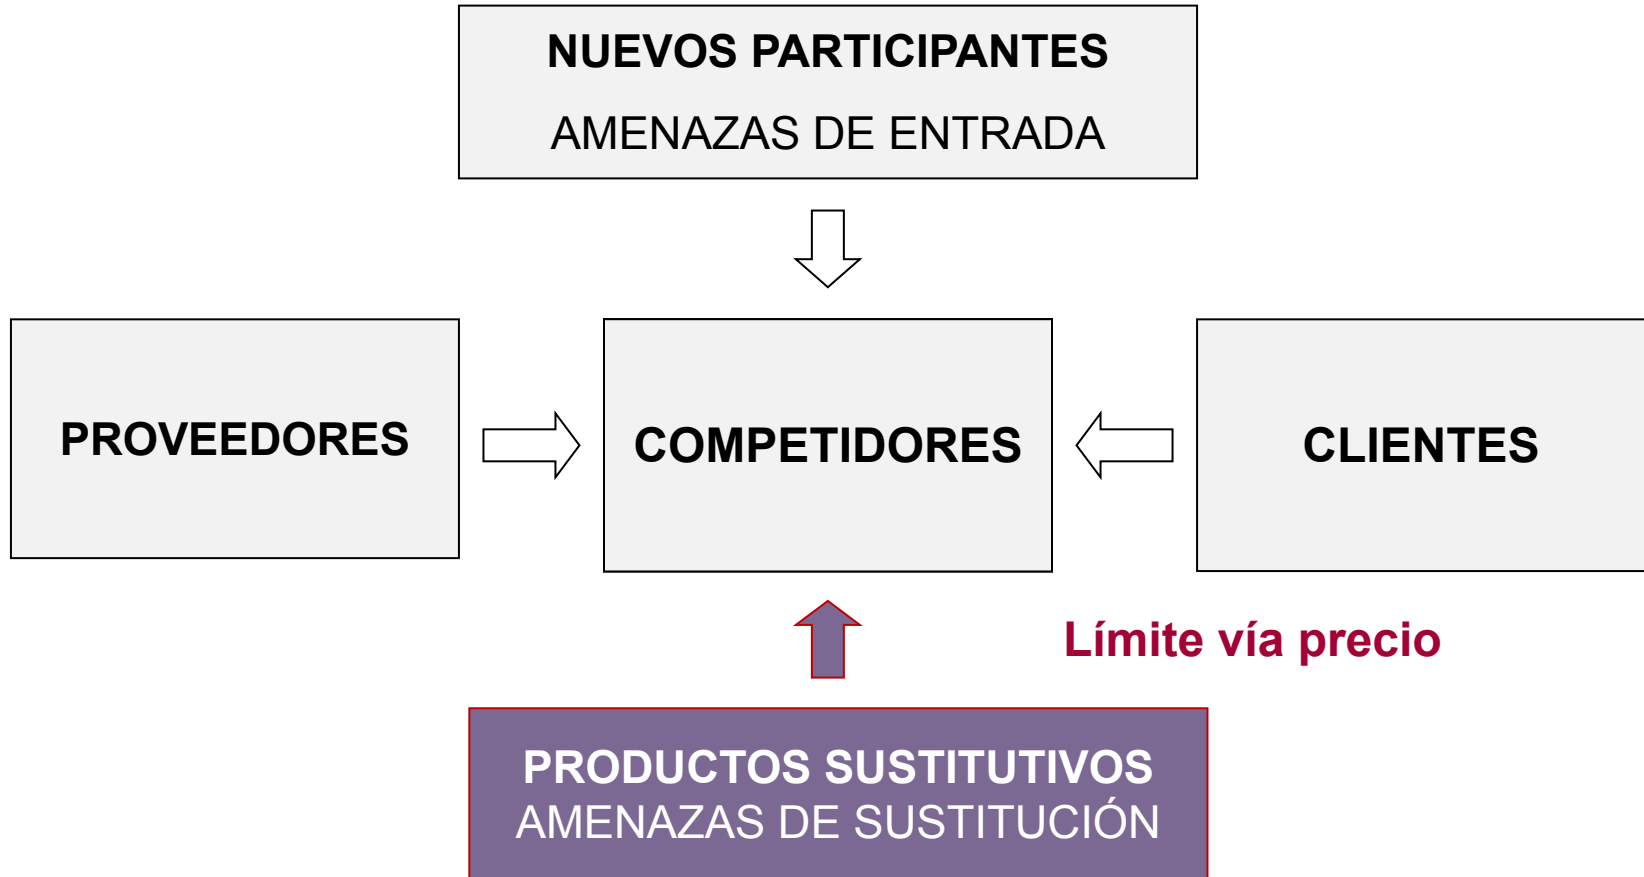 NUEVOS PARTICIPANTES
AMENAZAS DE ENTRADA
PROVEEDORES
COMPETIDORES
CLIENTES
Límite vía precio
PRODUCTOS SUSTITUTIVOS
AMENAZAS DE SUSTITUCIÓN